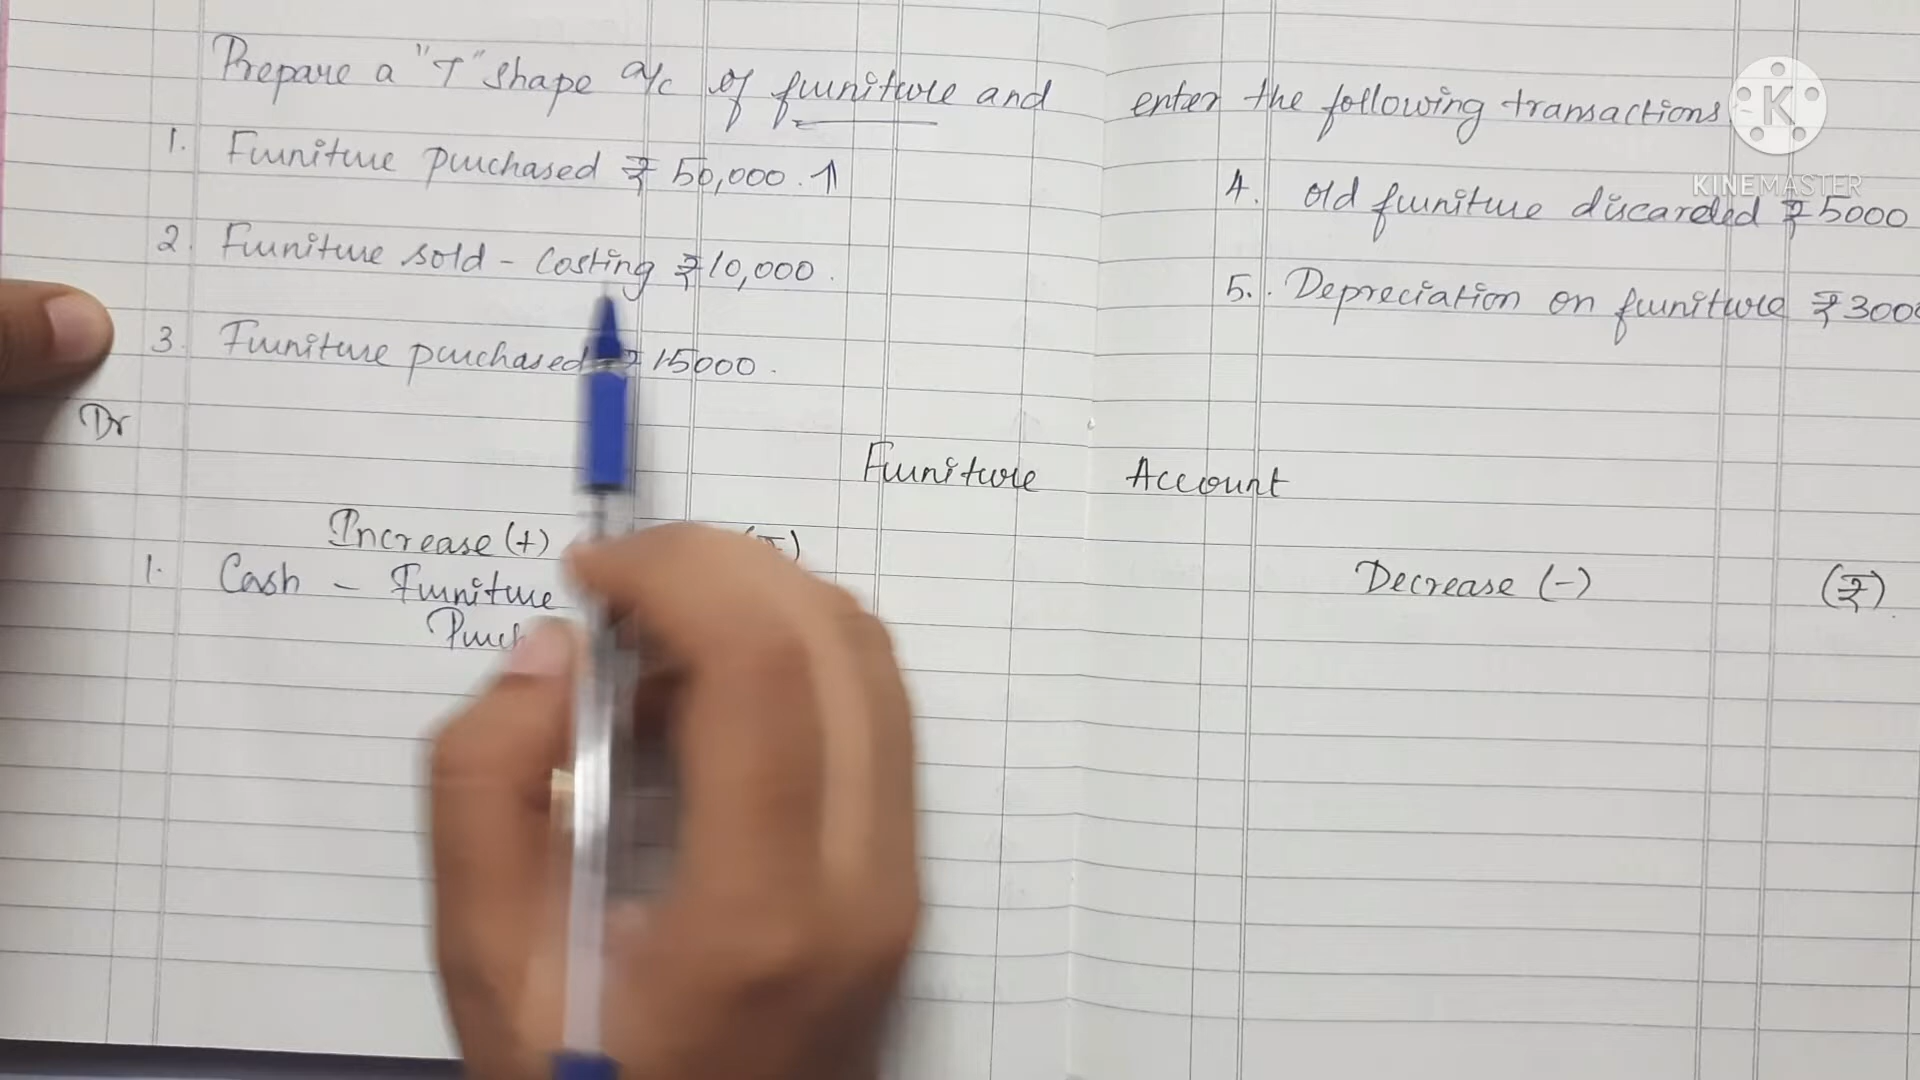 Prepare a "T" shape a/c of furniture and enter the following transactions
1. Furniture purchased ₹ 50,000. ↑
2. Furniture sold - Costing ₹10,000.
3. Furniture purchased ₹ 15000.
4. Old furniture discarded ₹5000
5. Depreciation on furniture ₹300
KINEMASTER
Dr
Furniture Account
Increase (+) (₹)
Decrease (-) (₹)
1. Cash - Furniture